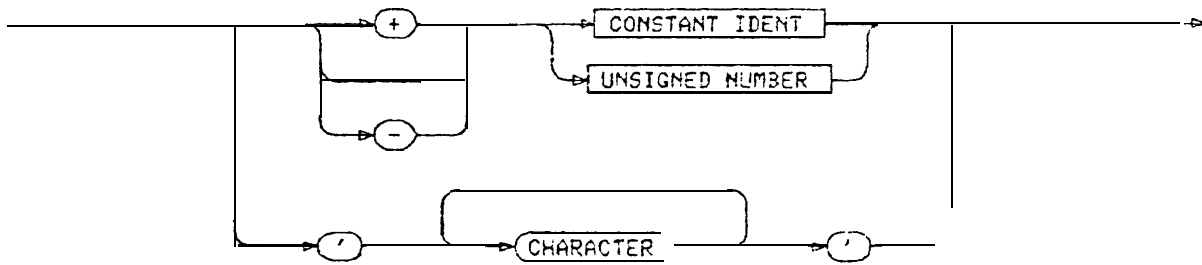 +
CONSTANT IDENT
UNSIGNED NUMBER
-
' CHARACTER '